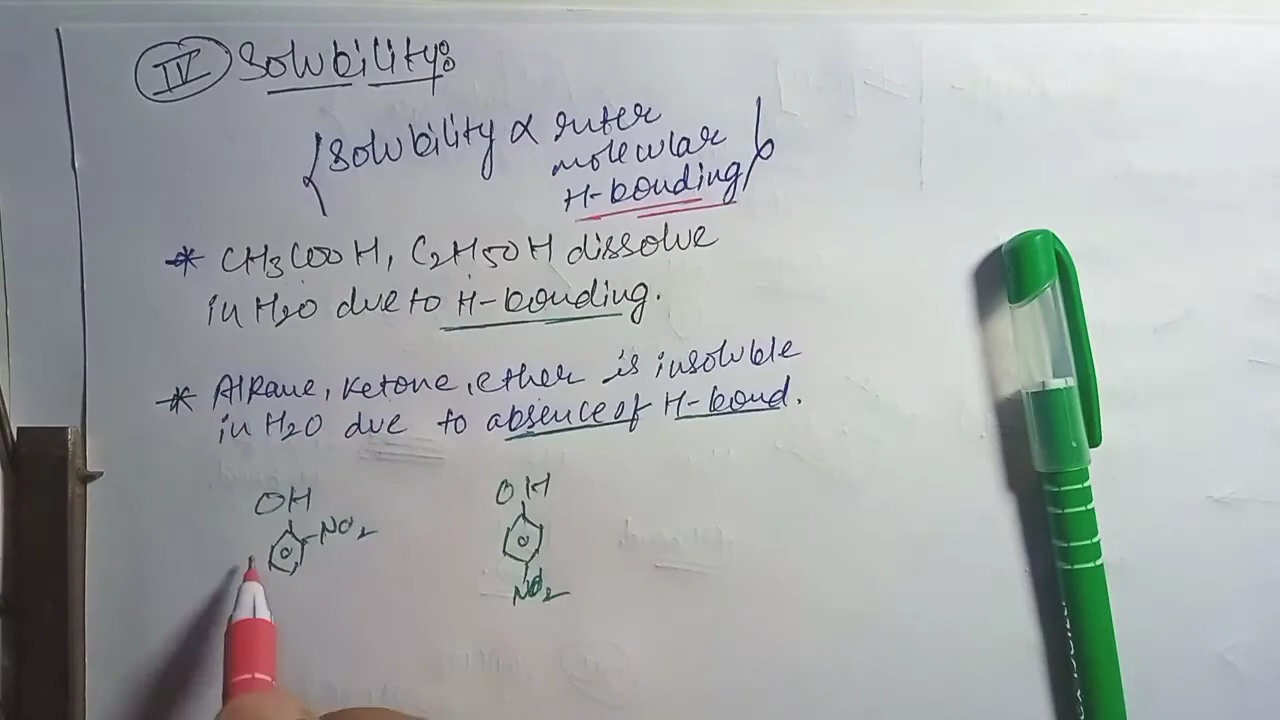 IV Solubility:
Solubility ∝ inter
molecular
H-bonding
* CH3COOH, C2H5OH dissolve
in H2O due to H-bonding.
* Alkane, Ketone, ether is insoluble
in H2O due to absence of H-bond.
OH OH
NO2
NO2